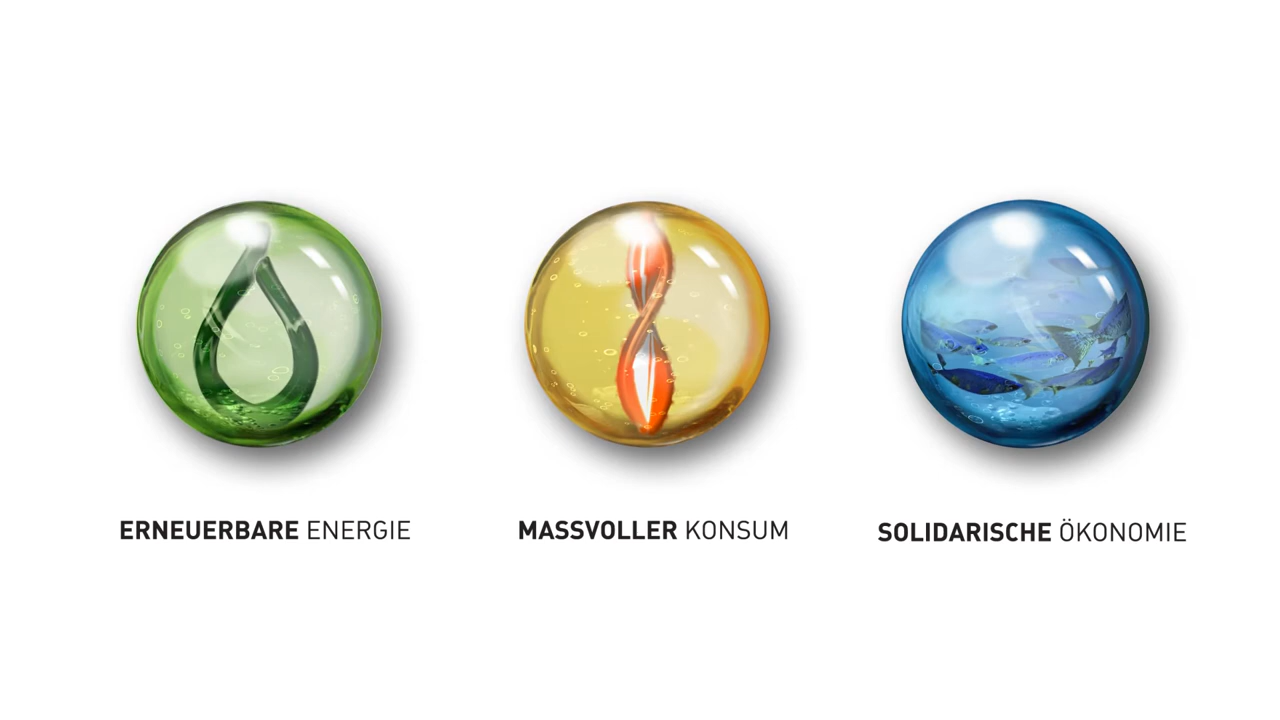 ERNEUERBARE ENERGIE
MASSVOLLER KONSUM
SOLIDARISCHE ÖKONOMIE